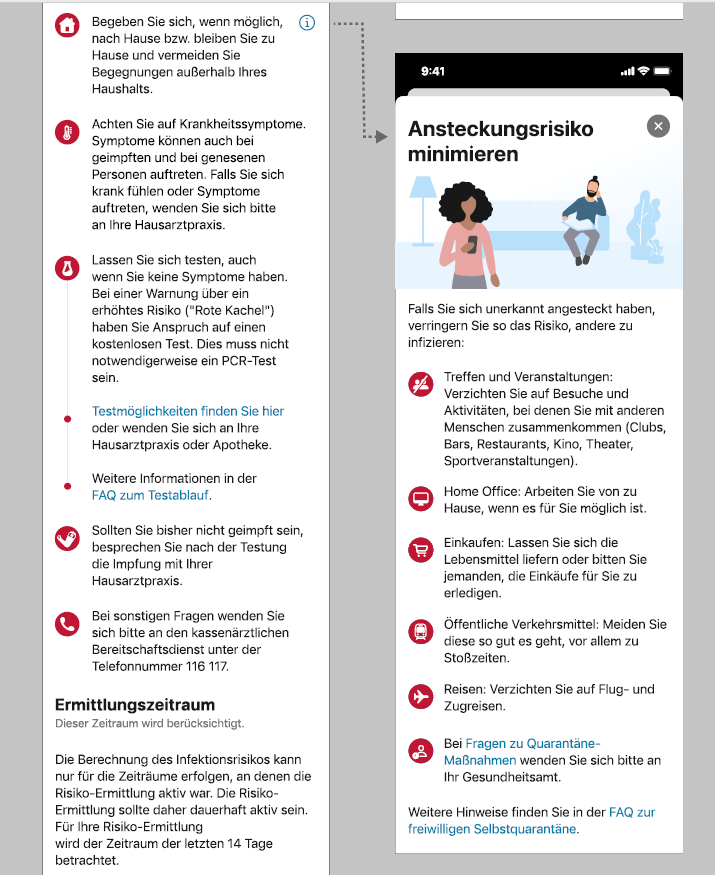 Begeben Sie sich, wenn möglich,
nach Hause bzw. bleiben Sie zu
Hause und vermeiden Sie
Begegnungen außerhalb Ihres
Haushalts.
Achten Sie auf Krankheitssymptome.
Symptome können auch bei
geimpften und bei genesenen
Personen auftreten. Falls Sie sich
krank fühlen oder Symptome
auftreten, wenden Sie sich bitte
an Ihre Hausarztpraxis.
Lassen Sie sich testen, auch
wenn Sie keine Symptome haben.
Bei einer Warnung über ein
erhöhtes Risiko ("Rote Kachel")
haben Sie Anspruch auf einen
kostenlosen Test. Dies muss nicht
notwendigerweise ein PCR-Test
sein.
Testmöglichkeiten finden Sie hier
oder wenden Sie sich an Ihre
Hausarztpraxis oder Apotheke.
Weitere Informationen in der
FAQ zum Testablauf.
Sollten Sie bisher nicht geimpft sein,
besprechen Sie nach der Testung
die Impfung mit Ihrer
Hausarztpraxis.
Bei sonstigen Fragen wenden Sie
sich bitte an den kassenärztlichen
Bereitschaftsdienst unter der
Telefonnummer 116 117.
Ermittlungszeitraum
Dieser Zeitraum wird berücksichtigt.
Die Berechnung des Infektionsrisikos kann
nur für die Zeiträume erfolgen, an denen die
Risiko-Ermittlung aktiv war. Die Risiko-
Ermittlung sollte daher dauerhaft aktiv sein.
Für Ihre Risiko-Ermittlung
wird der Zeitraum der letzten 14 Tage
betrachtet.
9:41
Ansteckungsrisiko
minimieren
Falls Sie sich unerkannt angesteckt haben,
verringern Sie so das Risiko, andere zu
infizieren:
Treffen und Veranstaltungen:
Verzichten Sie auf Besuche und
Aktivitäten, bei denen Sie mit anderen
Menschen zusammenkommen (Clubs,
Bars, Restaurants, Kino, Theater,
Sportveranstaltungen).
Home Office: Arbeiten Sie von zu
Hause, wenn es für Sie möglich ist.
Einkaufen: Lassen Sie sich die
Lebensmittel liefern oder bitten Sie
jemanden, die Einkäufe für Sie zu
erledigen.
Öffentliche Verkehrsmittel: Meiden Sie
diese so gut es geht, vor allem zu
Stoßzeiten.
Reisen: Verzichten Sie auf Flug- und
Zugreisen.
Bei Fragen zu Quarantäne-
Maßnahmen wenden Sie sich bitte an
Ihr Gesundheitsamt.
Weitere Hinweise finden Sie in der FAQ zur
freiwilligen Selbstquarantäne.